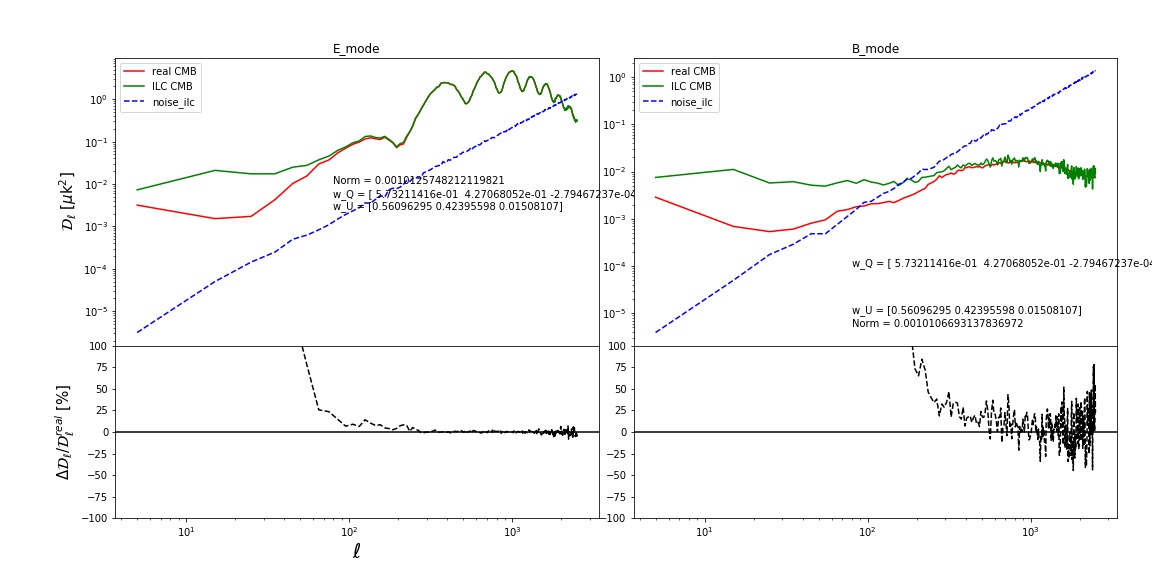 E_mode
real CMB
ILC CMB
noise_ilc
10⁰
10⁻¹
10⁻²
10⁻³
10⁻⁴
10⁻⁵
𝒟ℓ [μk²]
Norm = 0.0010125748212119821
w_Q = [ 5.73211416e-01 4.27068052e-01 -2.79467237e-04
w_U = [0.56096295 0.42395598 0.01508107]
100
75
50
25
0
−25
−50
−75
−100
Δ𝒟ℓ/𝒟ℓʳᵉᵃˡ [%]
10¹
10²
10³
ℓ
B_mode
real CMB
ILC CMB
noise_ilc
10⁰
10⁻¹
10⁻²
10⁻³
10⁻⁴
10⁻⁵
w_Q = [ 5.73211416e-01 4.27068052e-01 -2.79467237e-04
w_U = [0.56096295 0.42395598 0.01508107]
Norm = 0.0010106693137836972
100
75
50
25
0
−25
−50
−75
−100
10¹
10²
10³